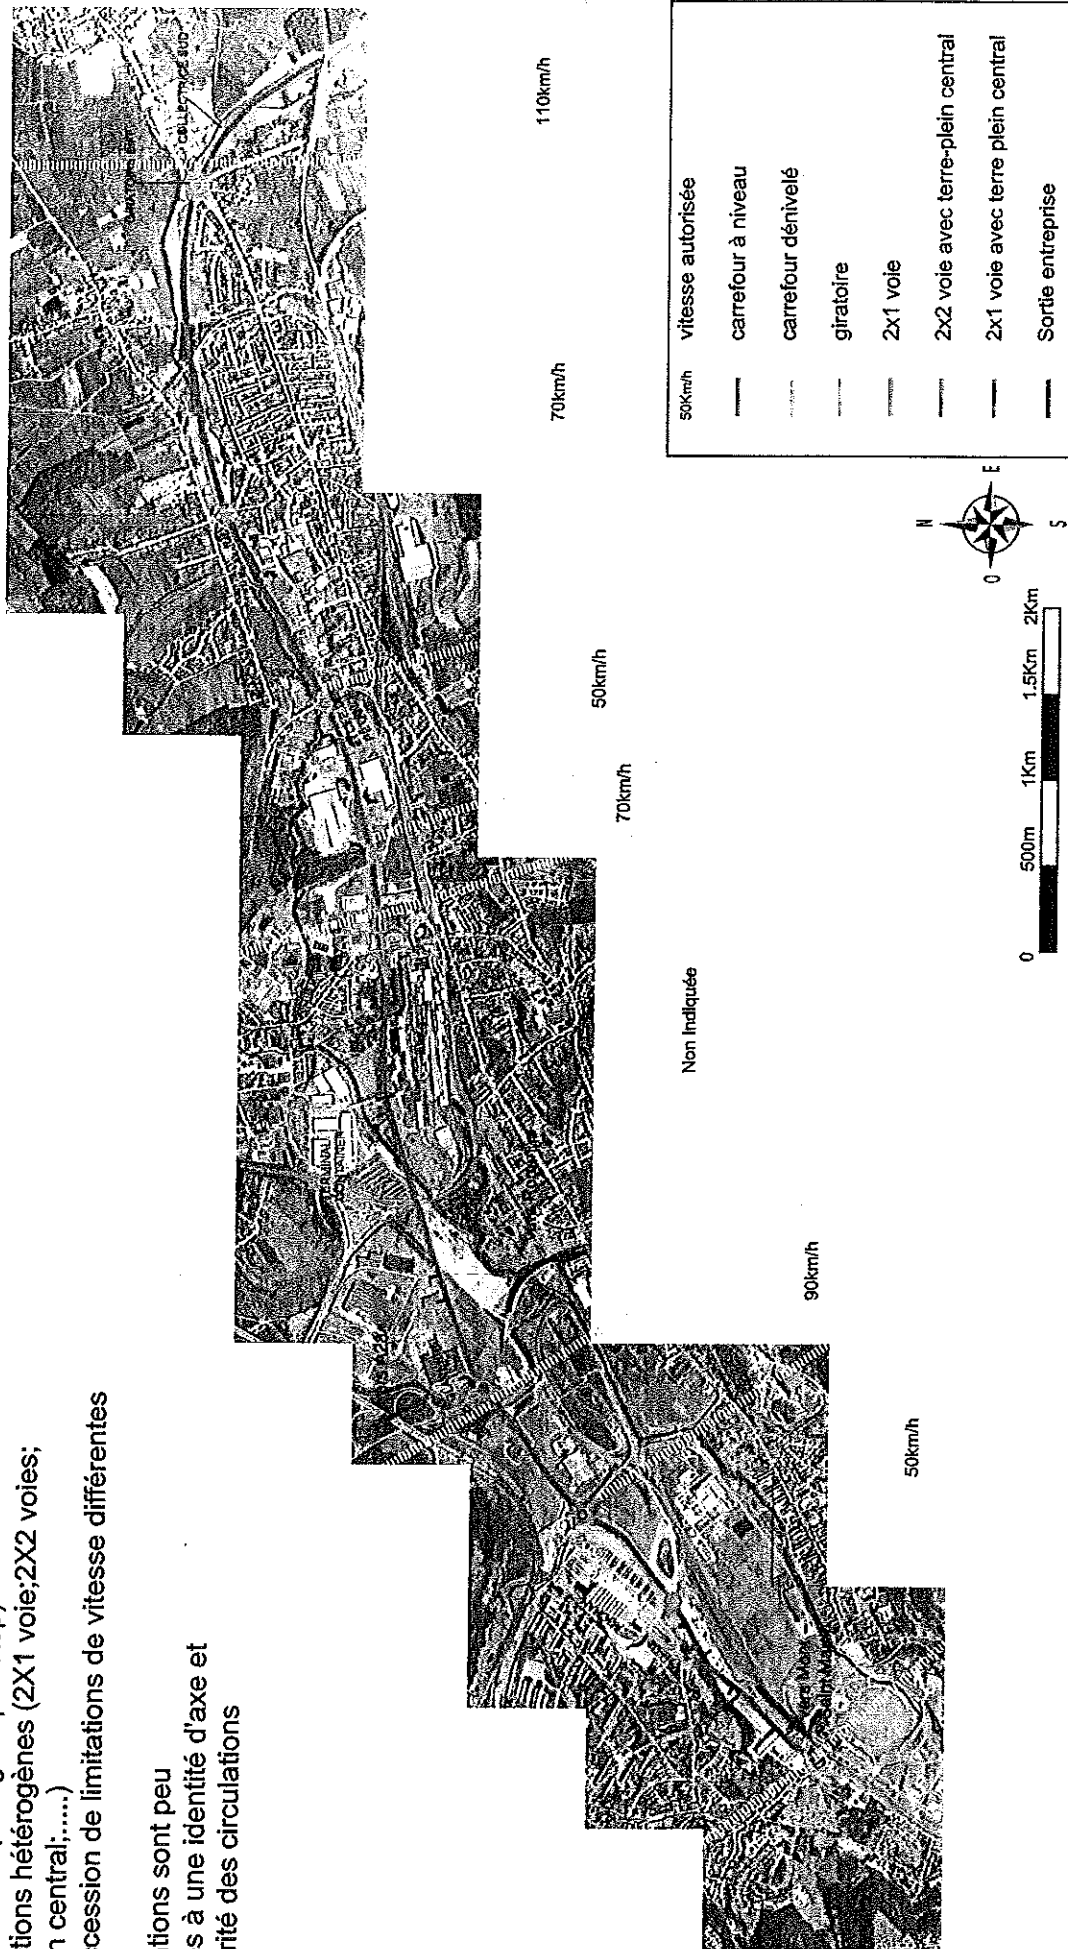 tions hétérogènes (2X1 voie;2X2 voies;
n central;.....)
cession de limitations de vitesse différentes
tions sont peu
s à une identité d'axe et
rité des circulations
COLLECTRICE SUD
TERMINAL
110km/h
70km/h
50km/h
70km/h
Non Indiquée
90km/h
50km/h
0 500m 1Km 1.5Km 2Km
N
O
E
S
50Km/h vitesse autorisée
carrefour à niveau
carrefour dénivelé
giratoire
2x1 voie
2x2 voie avec terre-plein central
2x1 voie avec terre plein central
Sortie entreprise